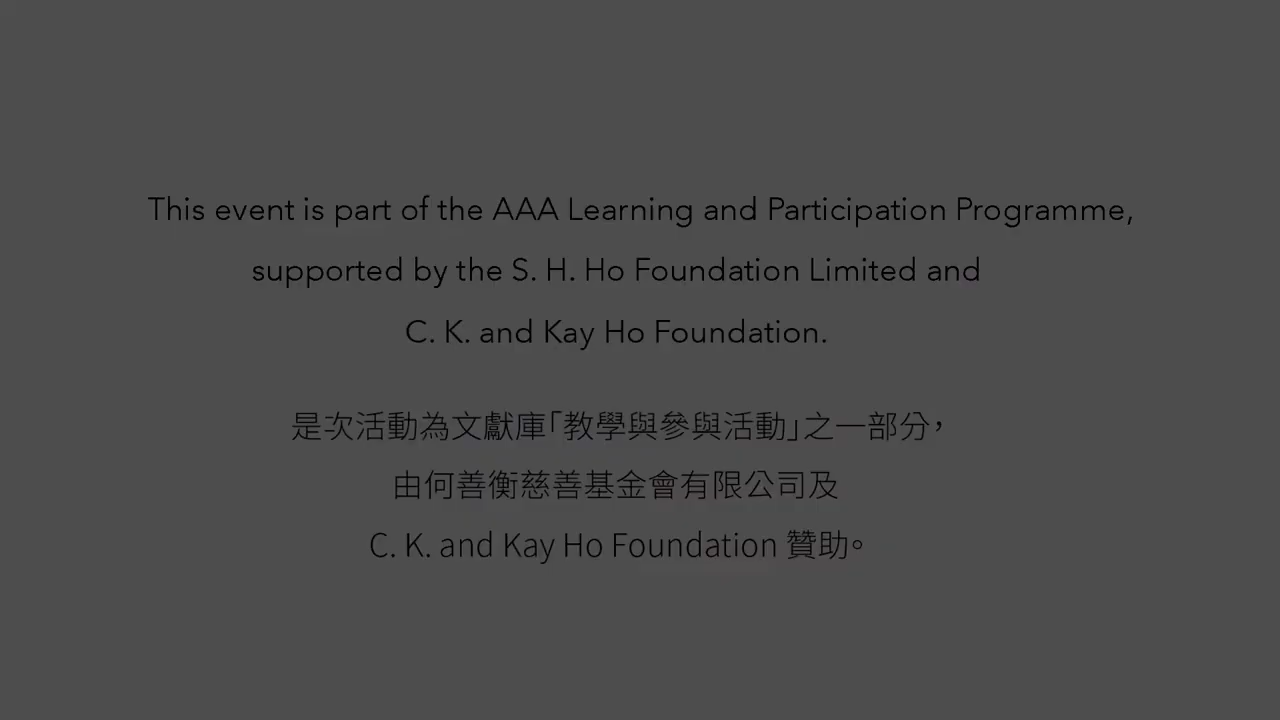 This event is part of the AAA Learning and Participation Programme,
supported by the S. H. Ho Foundation Limited and
C. K. and Kay Ho Foundation.
是次活動為文獻庫「教學與參與活動」之一部分，
由何善衡慈善基金會有限公司及
C. K. and Kay Ho Foundation 贊助。